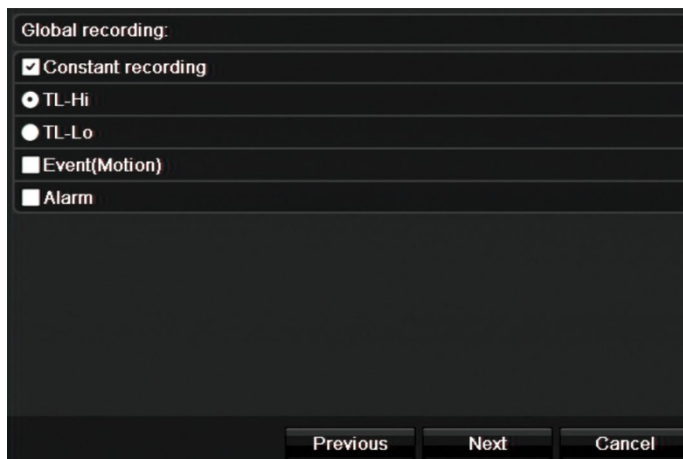 Global recording:
Constant recording
TL-Hi
TL-Lo
Event(Motion)
Alarm
Previous Next Cancel